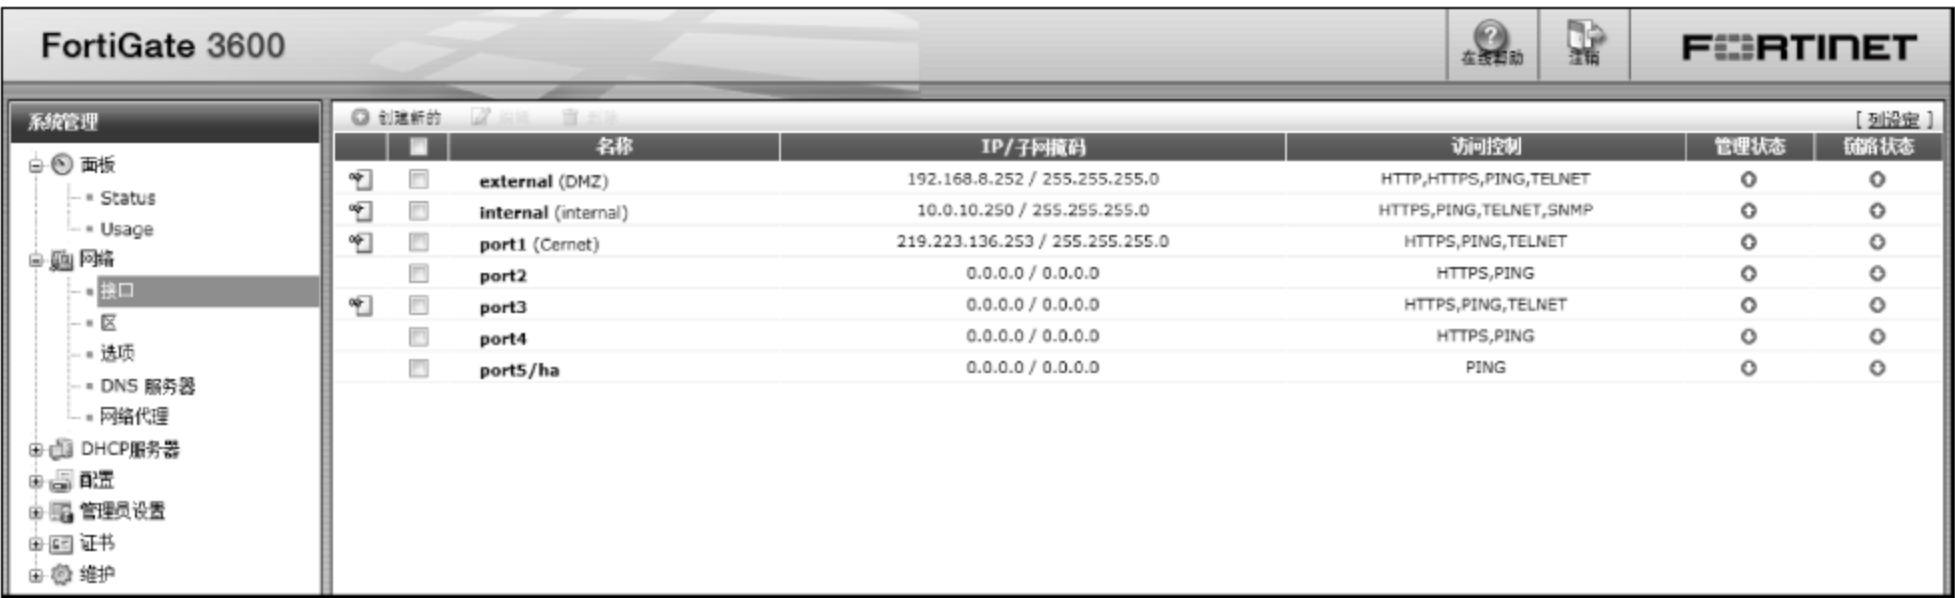 FortiGate 3600
在线帮助
注销
FORTINET
系统管理
面板
Status
Usage
网络
接口
区
选项
DNS 服务器
网络代理
DHCP服务器
配置
管理员设置
证书
维护
创建新的 编辑 删除
[ 列设定 ]
名称 IP/子网掩码 访问控制 管理状态 链路状态
external (DMZ) 192.168.8.252 / 255.255.255.0 HTTP,HTTPS,PING,TELNET
internal (internal) 10.0.10.250 / 255.255.255.0 HTTPS,PING,TELNET,SNMP
port1 (Cernet) 219.223.136.253 / 255.255.255.0 HTTPS,PING,TELNET
port2 0.0.0.0 / 0.0.0.0 HTTPS,PING
port3 0.0.0.0 / 0.0.0.0 HTTPS,PING,TELNET
port4 0.0.0.0 / 0.0.0.0 HTTPS,PING
port5/ha 0.0.0.0 / 0.0.0.0 PING